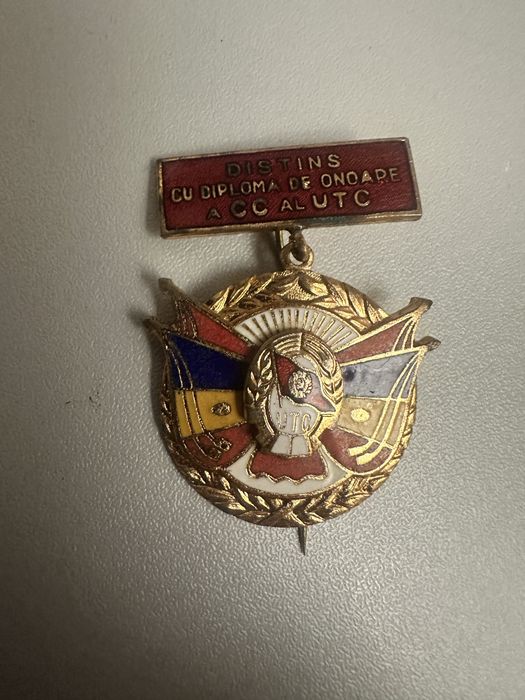 DISTINS
CU DIPLOMA DE ONOARE
A CC AL UTC
UTC